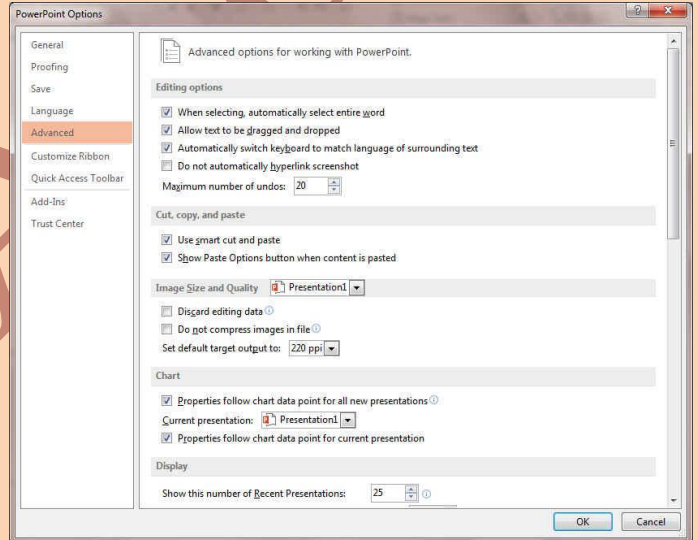 PowerPoint Options
General
Proofing
Save
Language
Advanced
Customize Ribbon
Quick Access Toolbar
Add-Ins
Trust Center
Advanced options for working with PowerPoint.
Editing options
When selecting, automatically select entire word
Allow text to be dragged and dropped
Automatically switch keyboard to match language of surrounding text
Do not automatically hyperlink screenshot
Maximum number of undos: 20
Cut, copy, and paste
Use smart cut and paste
Show Paste Options button when content is pasted
Image Size and Quality Presentation1
Discard editing data
Do not compress images in file
Set default target output to: 220 ppi
Chart
Properties follow chart data point for all new presentations
Current presentation: Presentation1
Properties follow chart data point for current presentation
Display
Show this number of Recent Presentations: 25
OK Cancel